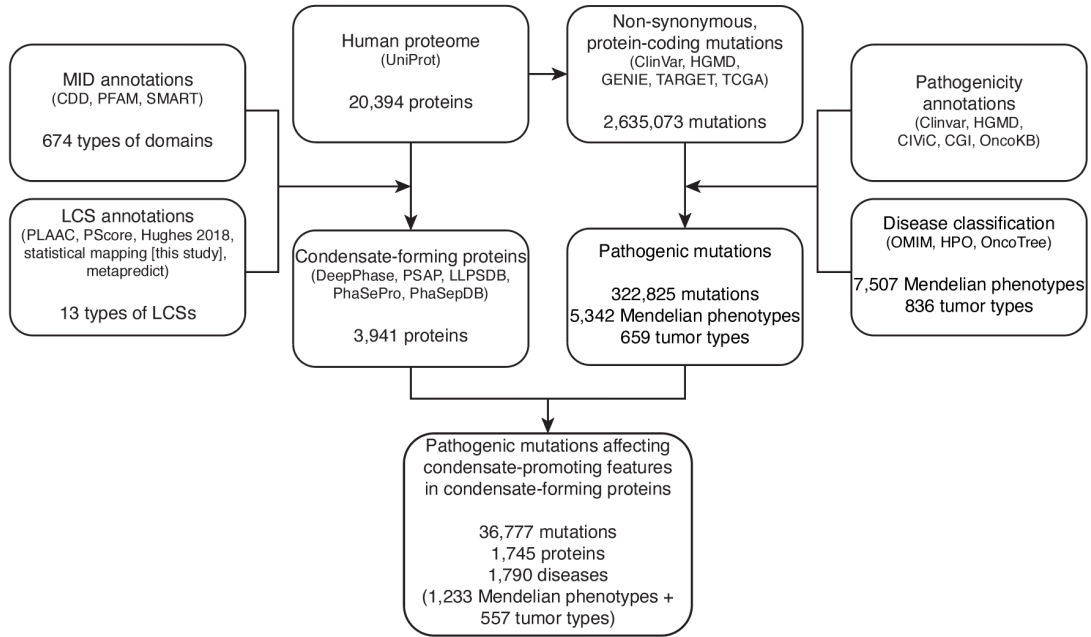 MID annotations
(CDD, PFAM, SMART)
674 types of domains
LCS annotations
(PLAAC, PScore, Hughes 2018,
statistical mapping [this study],
metapredict)
13 types of LCSs
Human proteome
(UniProt)
20,394 proteins
Condensate-forming proteins
(DeepPhase, PSAP, LLPSDB,
PhaSePro, PhaSepDB)
3,941 proteins
Non-synonymous,
protein-coding mutations
(ClinVar, HGMD,
GENIE, TARGET, TCGA)
2,635,073 mutations
Pathogenic mutations
322,825 mutations
5,342 Mendelian phenotypes
659 tumor types
Pathogenicity
annotations
(Clinvar, HGMD,
CIViC, CGI, OncoKB)
Disease classification
(OMIM, HPO, OncoTree)
7,507 Mendelian phenotypes
836 tumor types
Pathogenic mutations affecting
condensate-promoting features
in condensate-forming proteins
36,777 mutations
1,745 proteins
1,790 diseases
(1,233 Mendelian phenotypes +
557 tumor types)